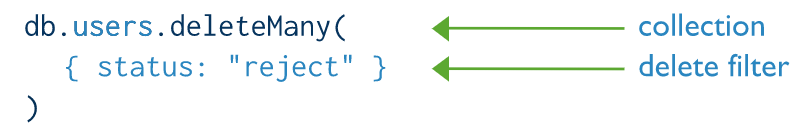 db.users.deleteMany( collection
{ status: "reject" } delete filter
)